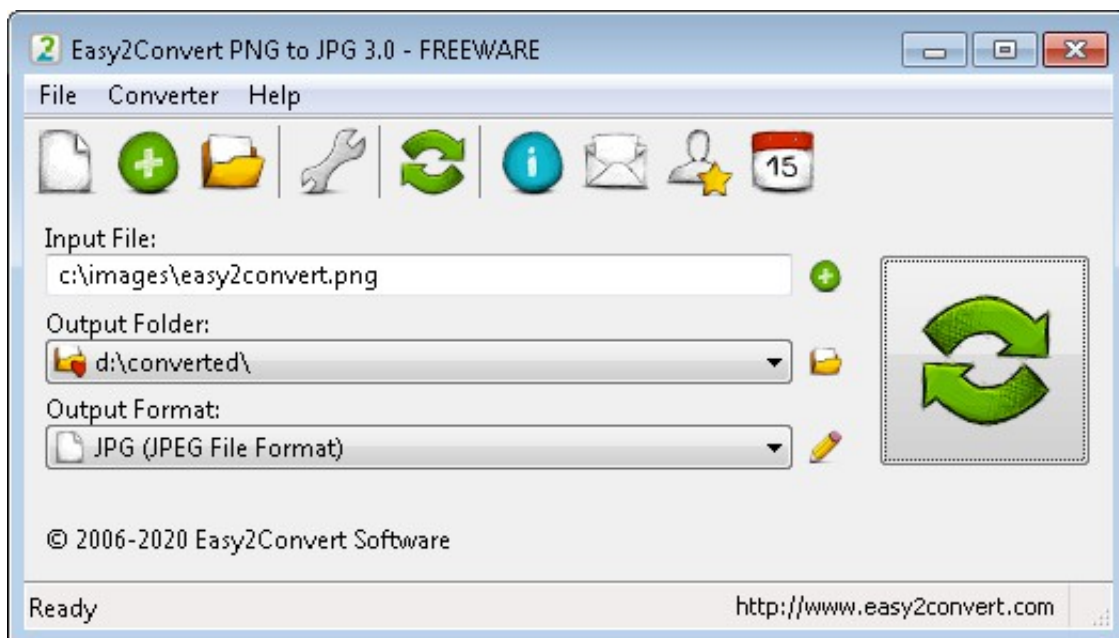 2 Easy2Convert PNG to JPG 3.0 - FREEWARE
File Converter Help
i 15
Input File:
c:\images\easy2convert.png
Output Folder:
d:\converted\
Output Format:
JPG (JPEG File Format)
© 2006-2020 Easy2Convert Software
Ready http://www.easy2convert.com